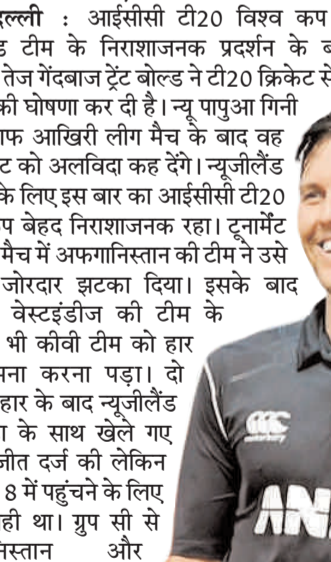 दिल्ली : आईसीसी टी20 विश्व कप
टीम के निराशाजनक प्रदर्शन के
तेज गेंदबाज ट्रेंट बोल्ड ने टी20 क्रिकेट से
की घोषणा कर दी है। न्यू पापुआ गिनी
आखिरी लीग मैच के बाद वह
को अलविदा कह देंगे। न्यूजीलैंड
के लिए इस बार का आईसीसी टी20
बेहद निराशाजनक रहा। टूनार्मेंट
मैच में अफगानिस्तान की टीम ने उसे
जोरदार झटका दिया। इसके बाद
वेस्टइंडीज की टीम के
भी कीवी टीम को हार
करना पड़ा। दो
हार के बाद न्यूजीलैंड
के साथ खेले गए
जीत दर्ज की लेकिन
8 में पहुंचने के लिए
था। ग्रुप सी से
और
canterbury